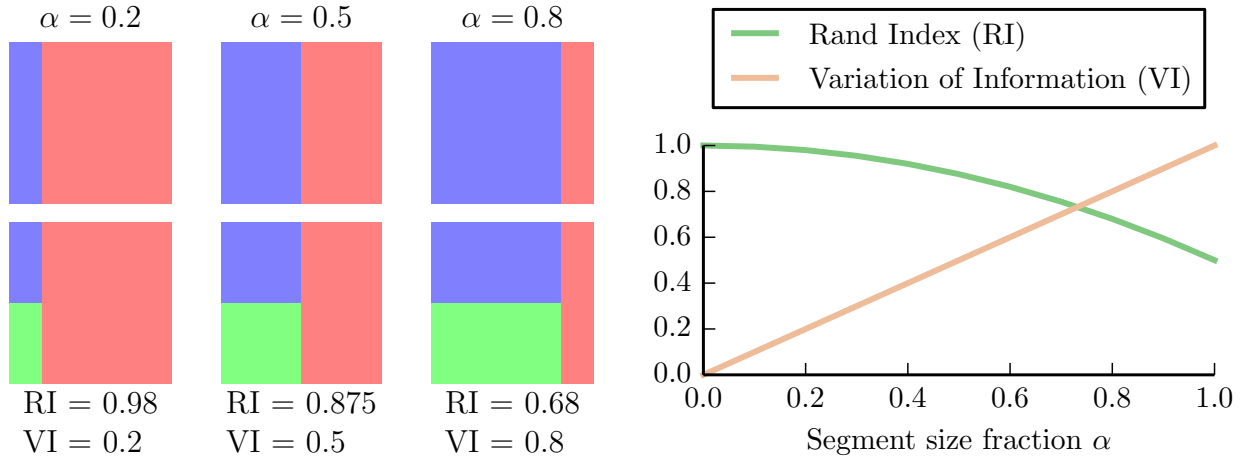 α = 0.2
α = 0.5
α = 0.8
RI = 0.98
VI = 0.2
RI = 0.875
VI = 0.5
RI = 0.68
VI = 0.8
Rand Index (RI)
Variation of Information (VI)
1.0
0.8
0.6
0.4
0.2
0.0
0.0
0.2
0.4
0.6
0.8
1.0
Segment size fraction α